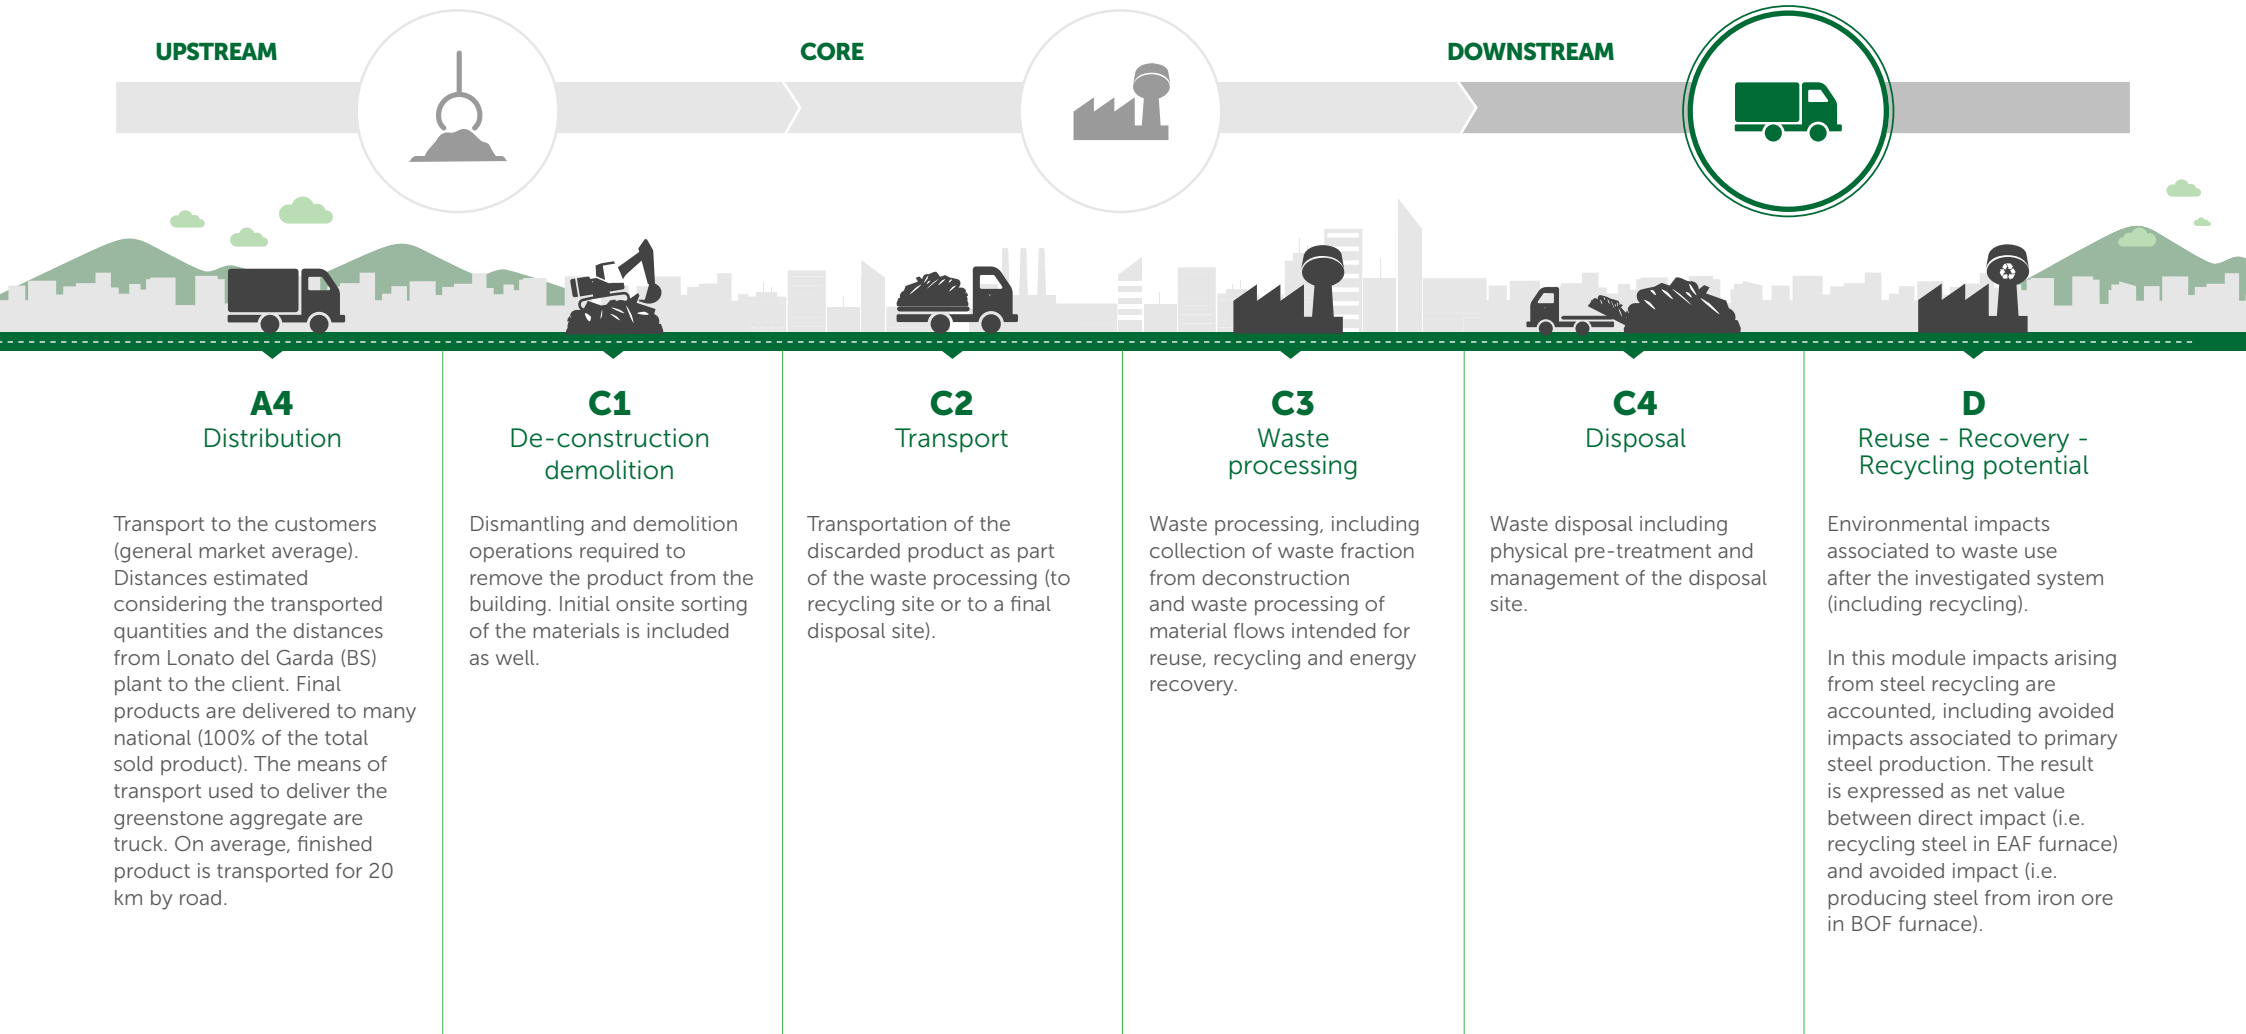 UPSTREAM
CORE
DOWNSTREAM
A4
Distribution
Transport to the customers
(general market average).
Distances estimated
considering the transported
quantities and the distances
from Lonato del Garda (BS)
plant to the client. Final
products are delivered to many
national (100% of the total
sold product). The means of
transport used to deliver the
greenstone aggregate are
truck. On average, finished
product is transported for 20
km by road.
C1
De-construction
demolition
Dismantling and demolition
operations required to
remove the product from the
building. Initial onsite sorting
of the materials is included
as well.
C2
Transport
Transportation of the
discarded product as part
of the waste processing (to
recycling site or to a final
disposal site).
C3
Waste
processing
Waste processing, including
collection of waste fraction
from deconstruction
and waste processing of
material flows intended for
reuse, recycling and energy
recovery.
C4
Disposal
Waste disposal including
physical pre-treatment and
management of the disposal
site.
D
Reuse - Recovery -
Recycling potential
Environmental impacts
associated to waste use
after the investigated system
(including recycling).
In this module impacts arising
from steel recycling are
accounted, including avoided
impacts associated to primary
steel production. The result
is expressed as net value
between direct impact (i.e.
recycling steel in EAF furnace)
and avoided impact (i.e.
producing steel from iron ore
in BOF furnace).